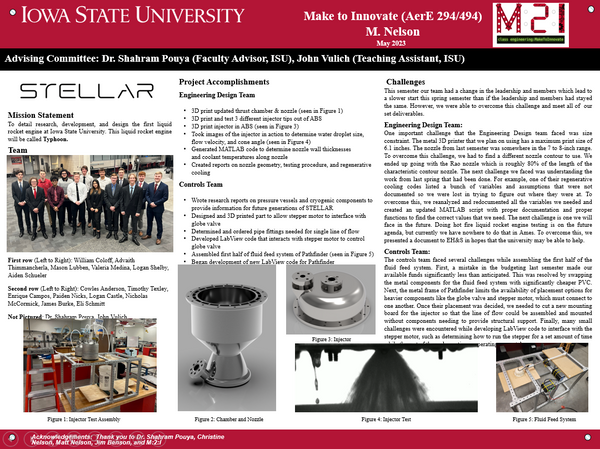 IOWA STATE UNIVERSITY
Make to Innovate (AerE 294/494)
M. Nelson
May 2023
M2I
Advising Committee: Dr. Shahram Pouya (Faculty Advisor, ISU), John Vulich (Teaching Assistant, ISU)
STELLAR
Mission Statement
To detail research, development, and design the first liquid
rocket engine at Iowa State University. This liquid rocket engine
will be called Typhoon.
Team
First row (Left to Right): William Coloff, Advaith
Thimmancherla, Mason Lubben, Valeria Medina, Logan Shelby,
Aiden Schueler
Second row (Left to Right): Cowles Anderson, Timothy Texley,
Enrique Campos, Paiden Nicks, Logan Castle, Nicholas
McCormick, James Burke, Eli Schmitt
Not Pictured: Dr. Shahram Pouya, John Vulich
Figure 1: Injector Test Assembly
Project Accomplishments
Engineering Design Team
• 3D print updated thrust chamber & nozzle (seen in Figure 1)
• 3D print and test 3 different injector tips out of ABS
• 3D print injector in ABS (seen in Figure 3)
• Took images of the injector in action to determine water droplet size,
flow velocity, and cone angle (seen in Figure 4)
• Generated MATLAB code to determine nozzle wall thicknesses
and coolant temperatures along nozzle
• Created reports on nozzle geometry, testing procedure, and regenerative
cooling
Controls Team
• Wrote research reports on pressure vessels and cryogenic components to
provide information for future generations of STELLAR
• Designed and 3D printed part to allow stepper motor to interface with
globe valve
• Determined and ordered pipe fittings needed for single line of flow
• Developed LabView code that interacts with stepper motor to control
globe valve
• Assembled first half of fluid feed system of Pathfinder (seen in Figure 5)
• Began development of new LabView code for Pathfinder
Figure 2: Chamber and Nozzle
Figure 3: Injector
Challenges
This semester our team had a change in the leadership and members which lead to
a slower start this spring semester than if the leadership and members had stayed
the same. However, we were able to overcome this challenge and meet all of our
set deliverables.
Engineering Design Team:
One important challenge that the Engineering Design team faced was size
constraint. The metal 3D printer that we plan on using has a maximum print size of
6.1 inches. The nozzle from last semester was somewhere in the 7 to 8-inch range.
To overcome this challenge, we had to find a different nozzle contour to use. We
ended up going with the Rao nozzle which is roughly 80% of the length of the
characteristic contour nozzle. The next challenge we faced was understanding the
work from last spring that had been done. For example, one of their regenerative
cooling codes listed a bunch of variables and assumptions that were not
documented so we were lost in trying to figure out where they were at. To
overcome this, we reanalyzed and redocumented all the variables we needed and
created an updated MATLAB script with proper documentation and proper
functions to find the correct values that we need. The next challenges is one we will
face in the future. Doing hot fire liquid rocket engine testing is on the future
agenda, but currently we have nowhere to do that in Ames. To overcome this, we
presented a document to EH&S in hopes that the university may be able to help.
Controls Team:
The controls team faced several challenges while assembling the first half of the
fluid feed system. First, a mistake in the budgeting last semester made our
available funds significantly less than anticipated. This was resolved by swapping
the metal components for the fluid feed system with significantly cheaper PVC.
Next, the metal frame of Pathfinder limits the availability of placement options for
heavier components like the globe valve and stepper motor, which must connect to
one another. Once their placement was decided, we needed to cut a new mounting
board for the injector so that the line of flow could be assembled and mounted
without components needing to provide structural support. Finally, many small
challenges were encountered while developing LabView code to interface with the
stepper motor, such as determining how to run the stepper for a set amount of time
Figure 4: Injector Test
Figure 5: Fluid Feed System
Acknowledgements: Thank you to Dr. Shahram Pouya, Christine
Nelson, Matt Nelson, Jim Benson, and M:2:I